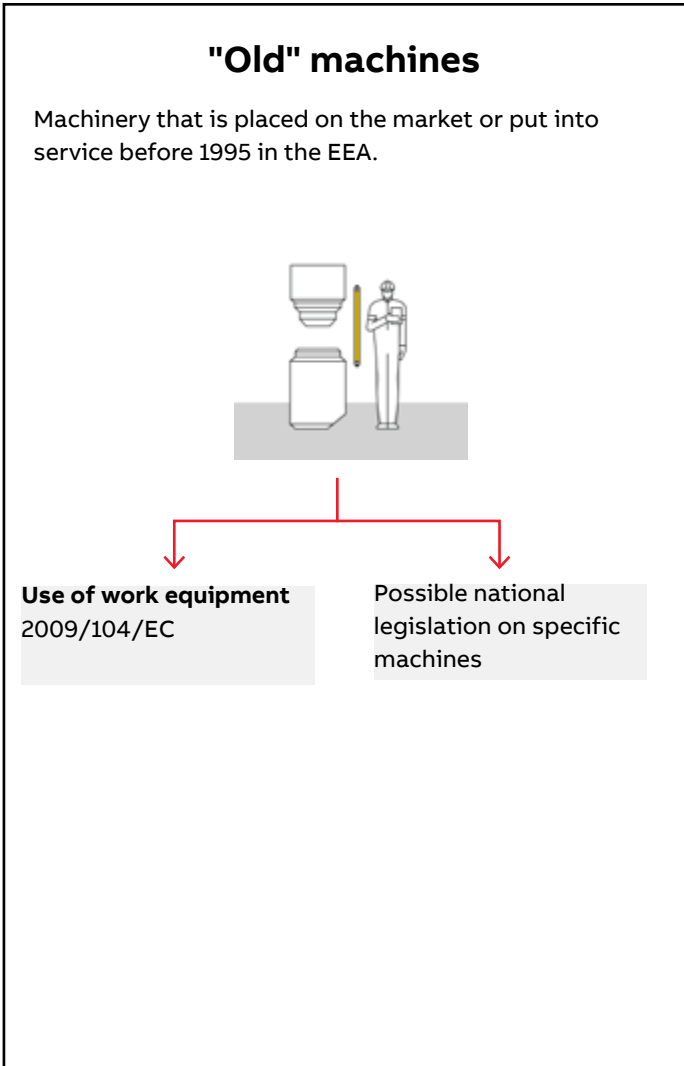 "Old" machines
Machinery that is placed on the market or put into
service before 1995 in the EEA.
Use of work equipment
2009/104/EC
Possible national
legislation on specific
machines